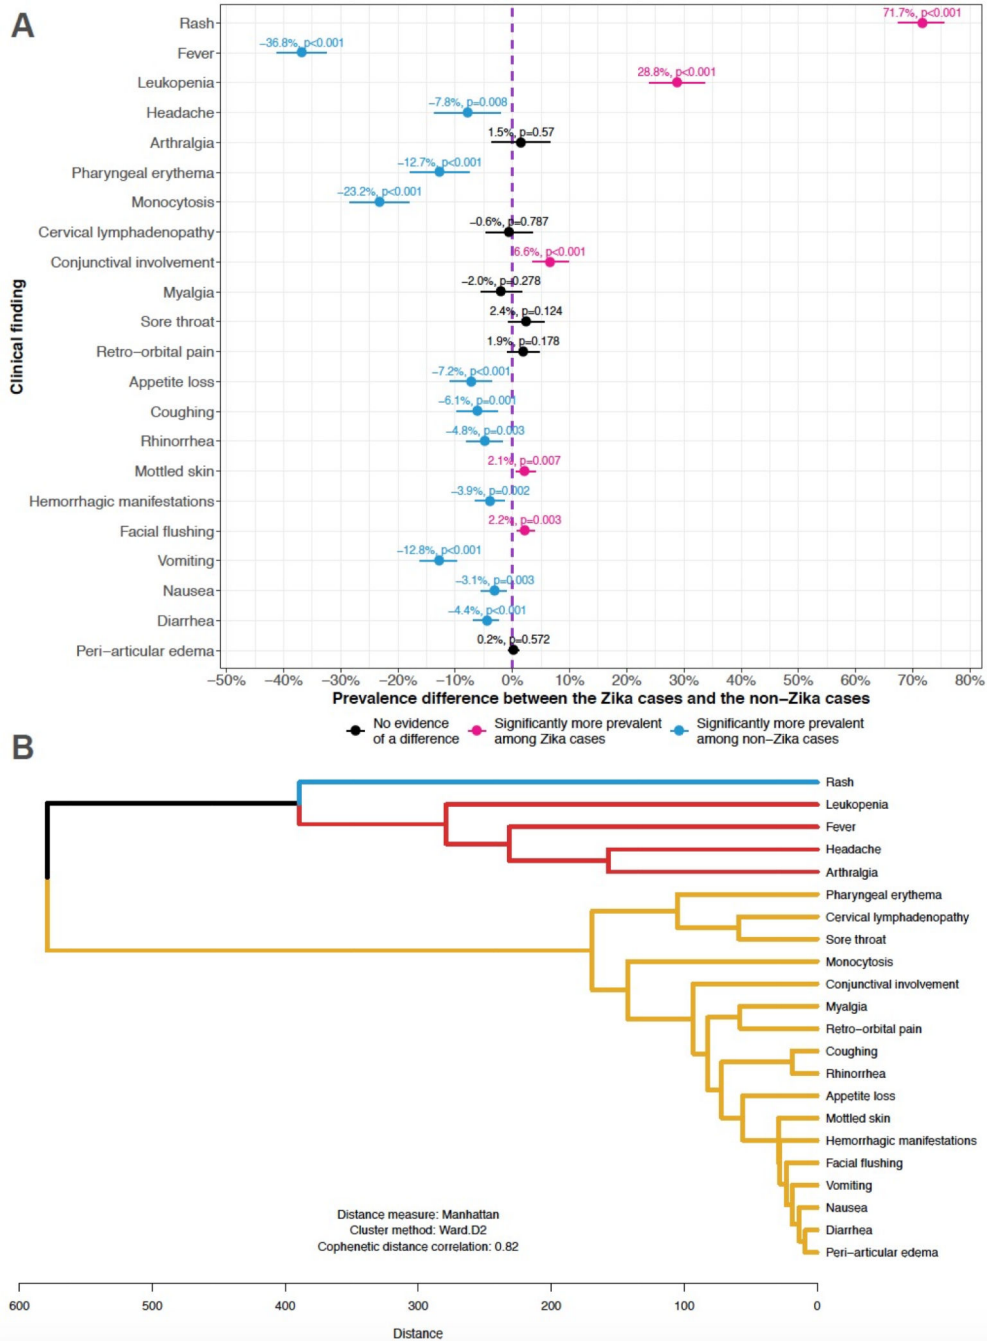 A
Rash
71.7%, p<0.001
Fever
−36.8%, p<0.001
Leukopenia
28.8%, p<0.001
Headache
−7.8%, p=0.008
Arthralgia
1.5%, p=0.57
Pharyngeal erythema
−12.7%, p<0.001
Monocytosis
−23.2%, p<0.001
Cervical lymphadenopathy
−0.6%, p=0.787
Conjunctival involvement
6.6%, p<0.001
Myalgia
−2.0%, p=0.278
Sore throat
2.4%, p=0.124
Retro−orbital pain
1.9%, p=0.178
Appetite loss
−7.2%, p<0.001
Coughing
−6.1%, p=0.001
Rhinorrhea
−4.8%, p=0.003
Mottled skin
2.1%, p=0.007
Hemorrhagic manifestations
−3.9%, p=0.002
Facial flushing
2.2%, p=0.003
Vomiting
−12.8%, p<0.001
Nausea
−3.1%, p=0.003
Diarrhea
−4.4%, p<0.001
Peri−articular edema
0.2%, p=0.572
Clinical finding
−50% −40% −30% −20% −10% 0% 10% 20% 30% 40% 50% 60% 70% 80%
Prevalence difference between the Zika cases and the non−Zika cases
No evidence
of a difference
Significantly more prevalent
among Zika cases
Significantly more prevalent
among non−Zika cases
B
Rash
Leukopenia
Fever
Headache
Arthralgia
Pharyngeal erythema
Cervical lymphadenopathy
Sore throat
Monocytosis
Conjunctival involvement
Myalgia
Retro−orbital pain
Coughing
Rhinorrhea
Appetite loss
Mottled skin
Hemorrhagic manifestations
Facial flushing
Vomiting
Nausea
Diarrhea
Peri−articular edema
Distance measure: Manhattan
Cluster method: Ward.D2
Cophenetic distance correlation: 0.82
600 500 400 300 200 100 0
Distance